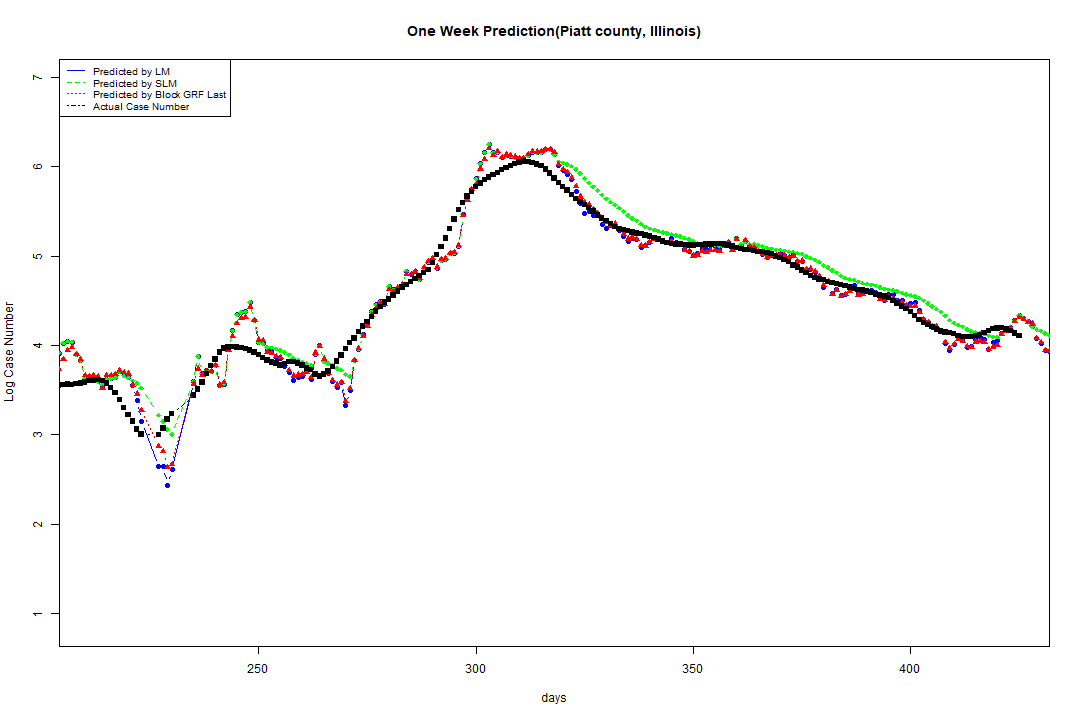 One Week Prediction(Piatt county, Illinois)
Predicted by LM
Predicted by SLM
Predicted by Block GRF Last
Actual Case Number
7
6
5
4
3
2
1
Log Case Number
250
300
350
400
days